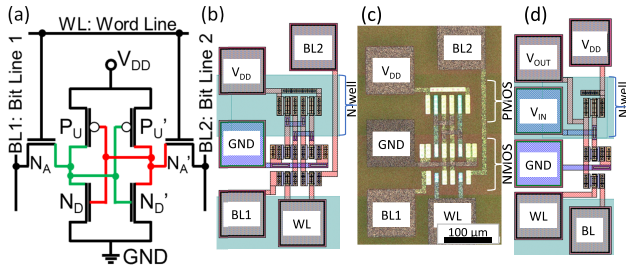 (a)
WL: Word Line
BL1: Bit Line 1
BL2: Bit Line 2
VDD
PU
PU'
NA
NA'
ND
ND'
GND
(b)
BL2
VDD
N-well
GND
BL1
WL
(c)
BL2
VDD
PMOS
GND
NMOS
BL1
WL
100 μm
(d)
VOUT
VDD
VIN
N-well
GND
WL
BL